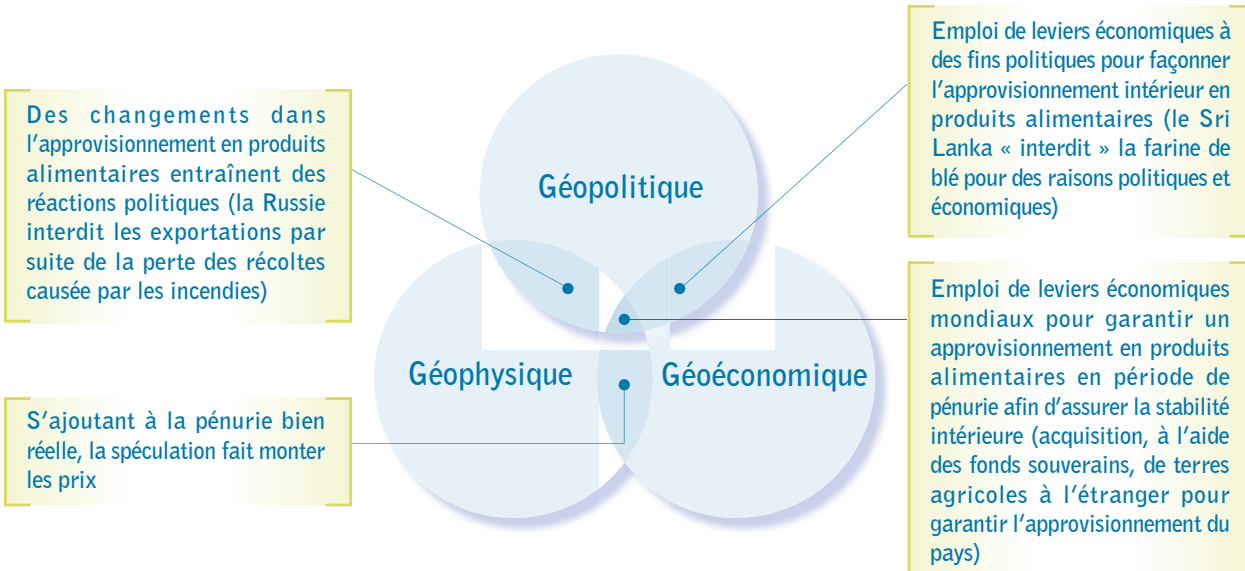 Des changements dans
l'approvisionnement en produits
alimentaires entraînent des
réactions politiques (la Russie
interdit les exportations par
suite de la perte des récoltes
causée par les incendies)
S'ajoutant à la pénurie bien
réelle, la spéculation fait monter
les prix
Géopolitique
Géophysique
Géoéconomique
Emploi de leviers économiques à
des fins politiques pour façonner
l'approvisionnement intérieur en
produits alimentaires (le Sri
Lanka « interdit » la farine de
blé pour des raisons politiques et
économiques)
Emploi de leviers économiques
mondiaux pour garantir un
approvisionnement en produits
alimentaires en période de
pénurie afin d'assurer la stabilité
intérieure (acquisition, à l'aide
des fonds souverains, de terres
agricoles à l'étranger pour
garantir l'approvisionnement du
pays)